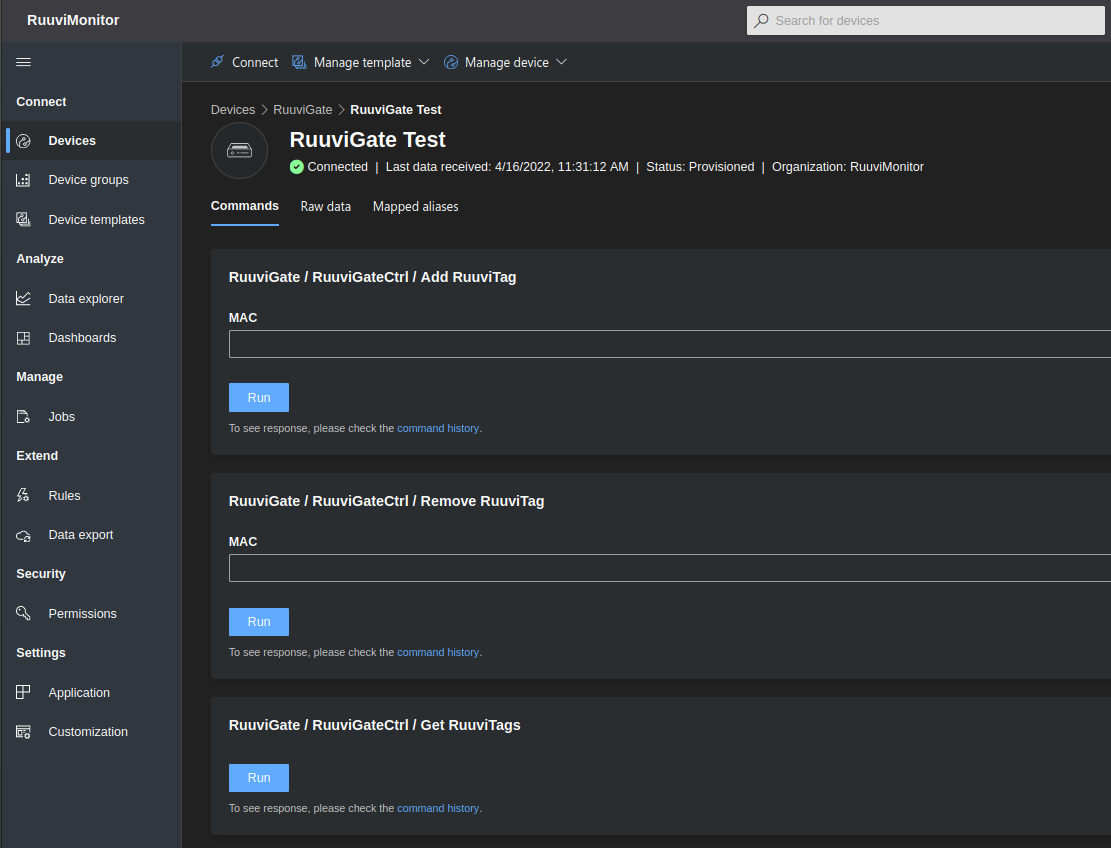 RuuviMonitor
Search for devices
Connect
Devices
Device groups
Device templates
Analyze
Data explorer
Dashboards
Manage
Jobs
Extend
Rules
Data export
Security
Permissions
Settings
Application
Customization
Connect Manage template Manage device
Devices > RuuviGate > RuuviGate Test
RuuviGate Test
Connected | Last data received: 4/16/2022, 11:31:12 AM | Status: Provisioned | Organization: RuuviMonitor
Commands Raw data Mapped aliases
RuuviGate / RuuviGateCtrl / Add RuuviTag
MAC
Run
To see response, please check the command history.
RuuviGate / RuuviGateCtrl / Remove RuuviTag
MAC
Run
To see response, please check the command history.
RuuviGate / RuuviGateCtrl / Get RuuviTags
Run
To see response, please check the command history.